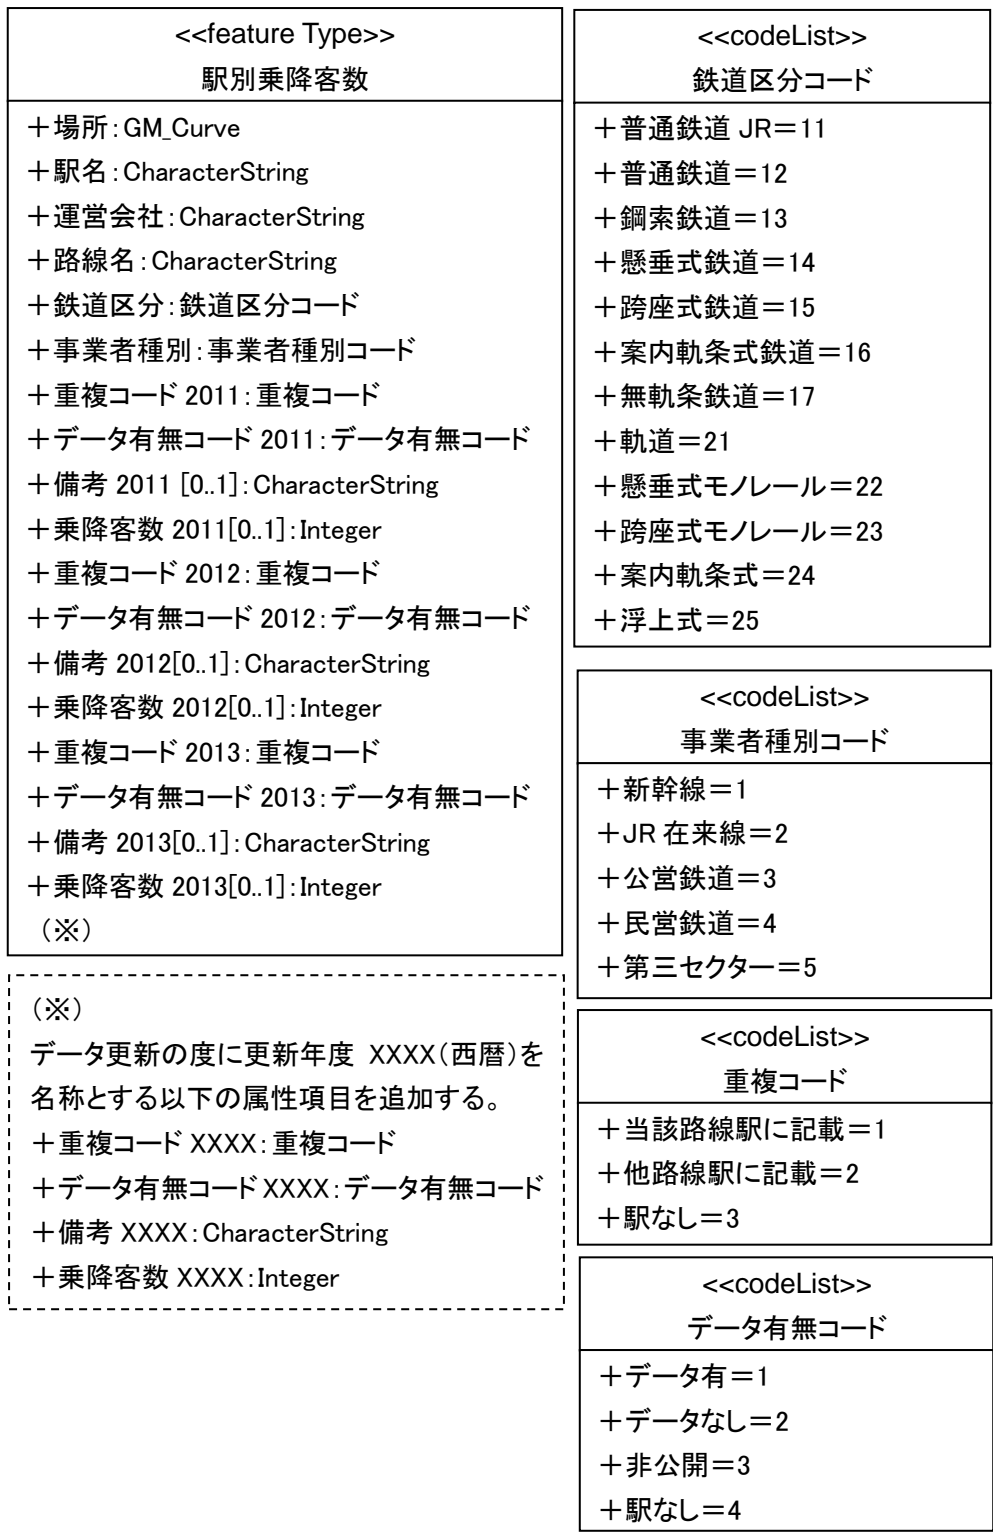 <<feature Type>>
駅別乗降客数
＋場所：GM_Curve
＋駅名：CharacterString
＋運営会社：CharacterString
＋路線名：CharacterString
＋鉄道区分：鉄道区分コード
＋事業者種別：事業者種別コード
＋重複コード 2011：重複コード
＋データ有無コード 2011：データ有無コード
＋備考 2011 [0..1]：CharacterString
＋乗降客数 2011[0..1]：Integer
＋重複コード 2012：重複コード
＋データ有無コード 2012：データ有無コード
＋備考 2012[0..1]：CharacterString
＋乗降客数 2012[0..1]：Integer
＋重複コード 2013：重複コード
＋データ有無コード 2013：データ有無コード
＋備考 2013[0..1]：CharacterString
＋乗降客数 2013[0..1]：Integer
（※）
（※）
データ更新の度に更新年度 XXXX（西暦）を
名称とする以下の属性項目を追加する。
＋重複コード XXXX：重複コード
＋データ有無コード XXXX：データ有無コード
＋備考 XXXX：CharacterString
＋乗降客数 XXXX：Integer
<<codeList>>
鉄道区分コード
＋普通鉄道 JR＝11
＋普通鉄道＝12
＋鋼索鉄道＝13
＋懸垂式鉄道＝14
＋跨座式鉄道＝15
＋案内軌条式鉄道＝16
＋無軌条鉄道＝17
＋軌道＝21
＋懸垂式モノレール＝22
＋跨座式モノレール＝23
＋案内軌条式＝24
＋浮上式＝25
<<codeList>>
事業者種別コード
＋新幹線＝1
＋JR 在来線＝2
＋公営鉄道＝3
＋民営鉄道＝4
＋第三セクター＝5
<<codeList>>
重複コード
＋当該路線駅に記載＝1
＋他路線駅に記載＝2
＋駅なし＝3
<<codeList>>
データ有無コード
＋データ有＝1
＋データなし＝2
＋非公開＝3
＋駅なし＝4